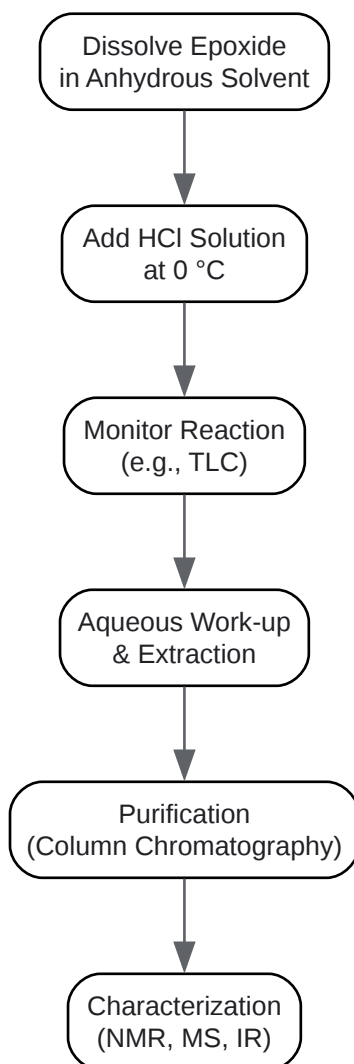 Dissolve Epoxide
in Anhydrous Solvent
Add HCl Solution
at 0 °C
Monitor Reaction
(e.g., TLC)
Aqueous Work-up
& Extraction
Purification
(Column Chromatography)
Characterization
(NMR, MS, IR)